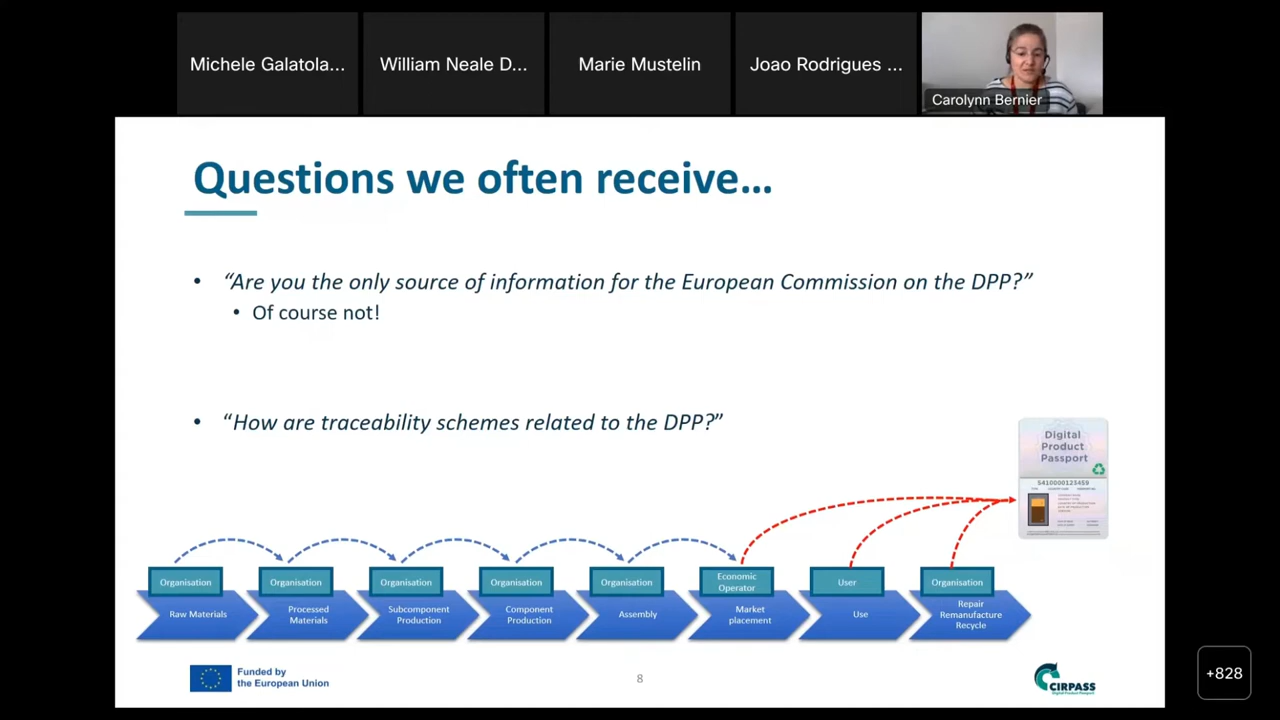 Michele Galatola...
William Neale D...
Marie Mustelin
Joao Rodrigues ...
Carolynn Bernier
Questions we often receive...
• “Are you the only source of information for the European Commission on the DPP?”
• Of course not!
• “How are traceability schemes related to the DPP?”
Digital
Product
Passport
5410000123459
Organisation
Organisation
Organisation
Organisation
Organisation
Economic
Operator
User
Organisation
Raw Materials
Processed
Materials
Subcomponent
Production
Component
Production
Assembly
Market
placement
Use
Repair
Remanufacture
Recycle
Funded by
the European Union
8
CIRPASS
Digital Product Passport
+828